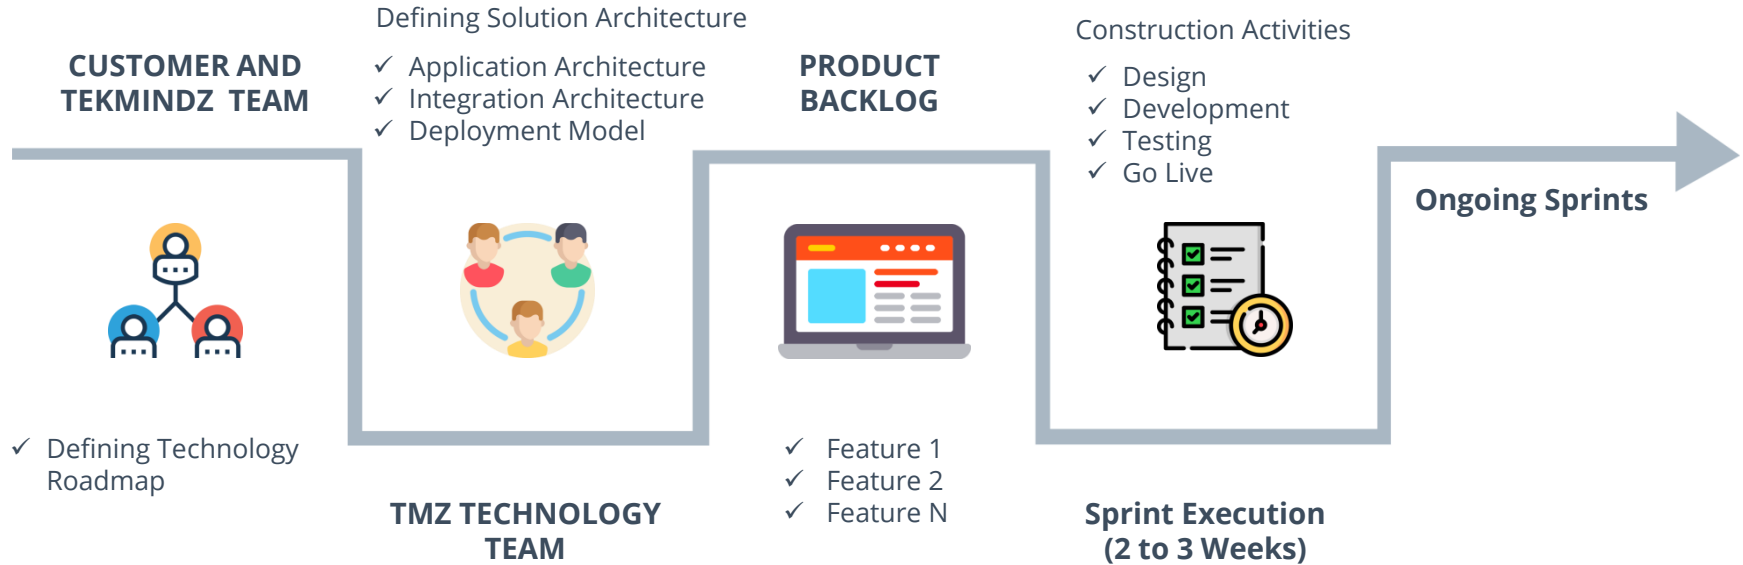 CUSTOMER AND
TEKMINDZ TEAM
✓ Defining Technology
Roadmap
Defining Solution Architecture
✓ Application Architecture
✓ Integration Architecture
✓ Deployment Model
TMZ TECHNOLOGY
TEAM
PRODUCT
BACKLOG
✓ Feature 1
✓ Feature 2
✓ Feature N
Construction Activities
✓ Design
✓ Development
✓ Testing
✓ Go Live
Sprint Execution
(2 to 3 Weeks)
Ongoing Sprints